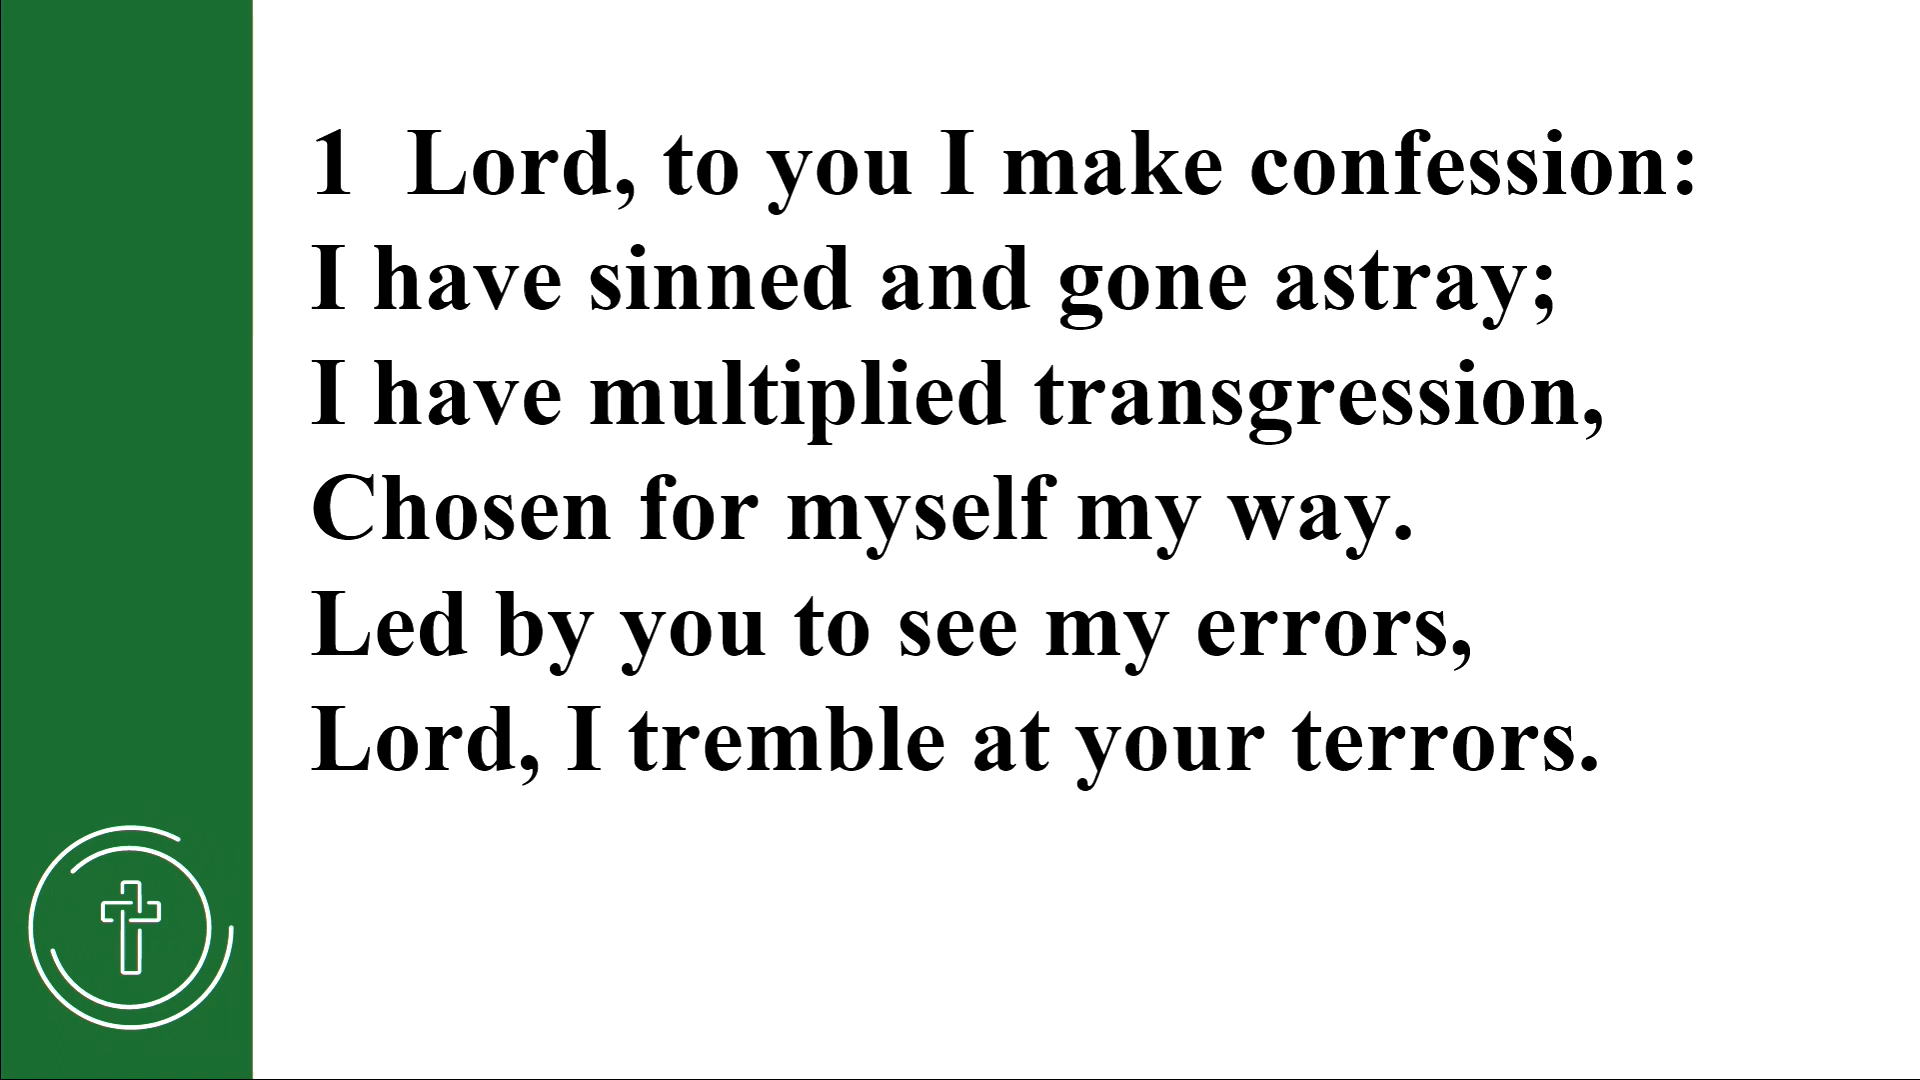 1  Lord, to you I make confession:
I have sinned and gone astray;
I have multiplied transgression,
Chosen for myself my way.
Led by you to see my errors,
Lord, I tremble at your terrors.